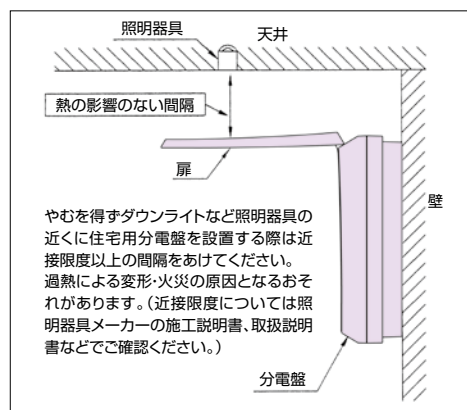 照明器具
天井
熱の影響のない間隔
扉
壁
やむを得ずダウンライトなど照明器具の
近くに住宅用分電盤を設置する際は近
接限度以上の間隔をあけてください。
過熱による変形・火災の原因となるおそ
れがあります。(近接限度については照
明器具メーカーの施工説明書、取扱説明
書などでご確認ください。)
分電盤